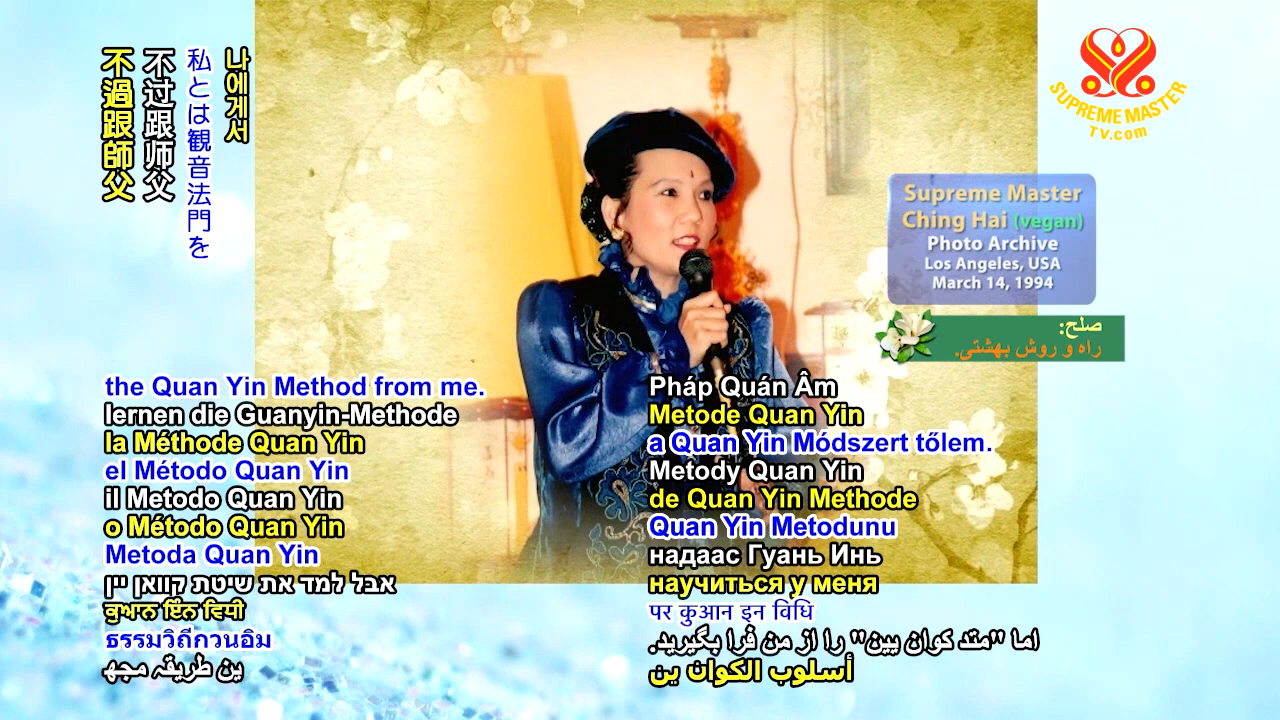 나에게서
私とは観音法門を
不过跟师父
不過跟師父
SUPREME MASTER
TV.com
Supreme Master
Ching Hai (vegan)
Photo Archive
Los Angeles, USA
March 14, 1994
صلح:
راه و روش بهشتی.
the Quan Yin Method from me.
lernen die Guanyin-Methode
la Méthode Quan Yin
el Método Quan Yin
il Metodo Quan Yin
o Método Quan Yin
Metoda Quan Yin
אבל למד את שיטת קוואן יין
ਕੁਆਨ ਇੰਨ ਵਿਧੀ
ธรรมวิถีกวนอิม
ین طریقہ مجھ
Pháp Quán Âm
Metode Quan Yin
a Quan Yin Módszert tőlem.
Metody Quan Yin
de Quan Yin Methode
Quan Yin Metodunu
надаас Гуань Инь
научиться у меня
पर कुआन इन विधि
اما "متد کوان یین" را از من فرا بگیرید.
أسلوب الكوان ين